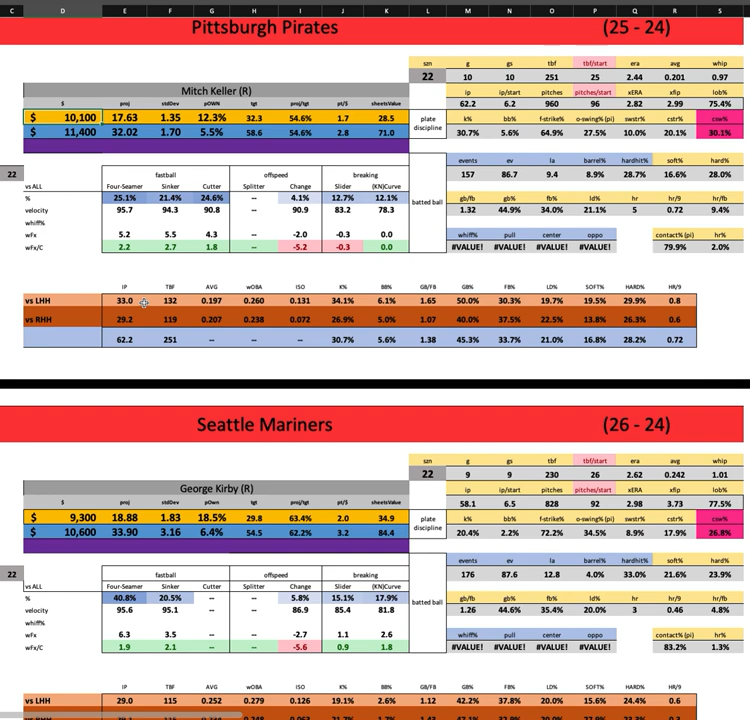 C D E F G H I J K L M N O P Q R S
Pittsburgh Pirates (25 - 24)
szn g gs tbf tbf/start era avg whip
22 10 10 251 25 2.44 0.201 0.97
Mitch Keller (R) ip ip/start pitches pitches/start xERA xfip lob%
$ proj stdDev pOWN tgt proj/tgt pt/$ sheetsValue 62.2 6.2 960 96 2.82 2.99 75.4%
$ 10,100 17.63 1.35 12.3% 32.3 54.6% 1.7 28.5 plate discipline k% bb% f-strike% o-swing% (pi) swstr% cstr% csw%
$ 11,400 32.02 1.70 5.5% 58.6 54.6% 2.8 71.0 30.7% 5.6% 64.9% 27.5% 10.0% 20.1% 30.1%
events ev la barrel% hardhit% soft% hard%
22 fastball offspeed breaking 157 86.7 9.4 8.9% 28.7% 16.6% 28.0%
vs ALL Four-Seamer Sinker Cutter Splitter Change Slider (KN)Curve
% 25.1% 21.4% 24.6% -- 4.1% 12.7% 12.1% batted ball gb/fb gb% fb% ld% hr hr/9 hr/fb
velocity 95.7 94.3 90.8 -- 90.9 83.2 78.3 1.32 44.9% 34.0% 21.1% 5 0.72 9.4%
whiff%
wFx 5.2 5.5 4.3 -- -2.0 -0.3 0.0 whiff% pull center oppo contact% (pi) hr%
wFx/C 2.2 2.7 1.8 -- -5.2 -0.3 0.0 #VALUE! #VALUE! #VALUE! #VALUE! 79.9% 2.0%
IP TBF AVG wOBA ISO K% BB% GB/FB GB% FB% LD% SOFT% HARD% HR/9
vs LHH 33.0 132 0.197 0.260 0.131 34.1% 6.1% 1.65 50.0% 30.3% 19.7% 19.5% 29.9% 0.8
vs RHH 29.2 119 0.207 0.238 0.072 26.9% 5.0% 1.07 40.0% 37.5% 22.5% 13.8% 26.3% 0.6
62.2 251 -- -- -- 30.7% 5.6% 1.38 45.3% 33.7% 21.0% 16.8% 28.2% 0.72
Seattle Mariners (26 - 24)
szn g gs tbf tbf/start era avg whip
22 9 9 230 26 2.62 0.242 1.01
George Kirby (R) ip ip/start pitches pitches/start xERA xfip lob%
$ proj stdDev pOwn tgt proj/tgt pt/$ sheetsValue 58.1 6.5 828 92 2.98 3.73 77.5%
$ 9,300 18.88 1.83 18.5% 29.8 63.4% 2.0 34.9 plate discipline k% bb% f-strike% o-swing% (pi) swstr% cstr% csw%
$ 10,600 33.90 3.16 6.4% 54.5 62.2% 3.2 84.4 20.4% 2.2% 72.2% 34.5% 8.9% 17.9% 26.8%
events ev la barrel% hardhit% soft% hard%
22 fastball offspeed breaking 176 87.6 12.8 4.0% 33.0% 21.6% 23.9%
vs ALL Four-Seamer Sinker Cutter Splitter Change Slider (KN)Curve
% 40.8% 20.5% -- -- 5.8% 15.1% 17.9% batted ball gb/fb gb% fb% ld% hr hr/9 hr/fb
velocity 95.6 95.1 -- -- 86.9 85.4 81.8 1.26 44.6% 35.4% 20.0% 3 0.46 4.8%
whiff%
wFx 6.3 3.5 -- -- -2.7 1.1 2.6 whiff% pull center oppo contact% (pi) hr%
wFx/C 1.9 2.1 -- -- -5.6 0.9 1.8 #VALUE! #VALUE! #VALUE! #VALUE! 83.2% 1.3%
IP TBF AVG wOBA ISO K% BB% GB/FB GB% FB% LD% SOFT% HARD% HR/9
vs LHH 29.0 115 0.252 0.279 0.126 19.1% 2.6% 1.12 42.2% 37.8% 20.0% 15.6% 24.4% 0.6